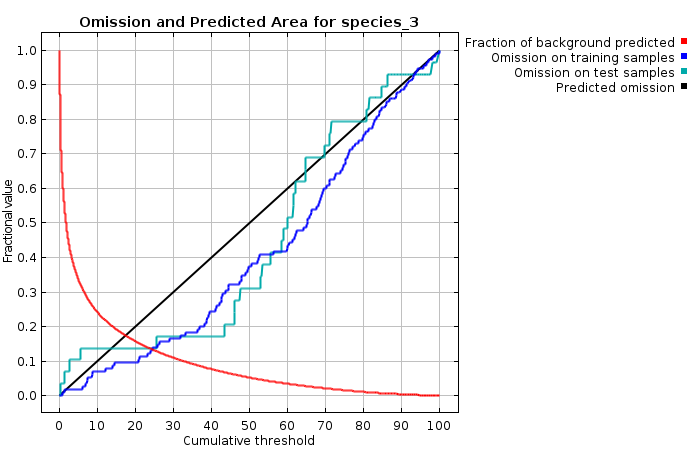 Omission and Predicted Area for species_3
Fraction of background predicted
Omission on training samples
Omission on test samples
Predicted omission
Fractional value
1.0
0.9
0.8
0.7
0.6
0.5
0.4
0.3
0.2
0.1
0.0
0 10 20 30 40 50 60 70 80 90 100
Cumulative threshold